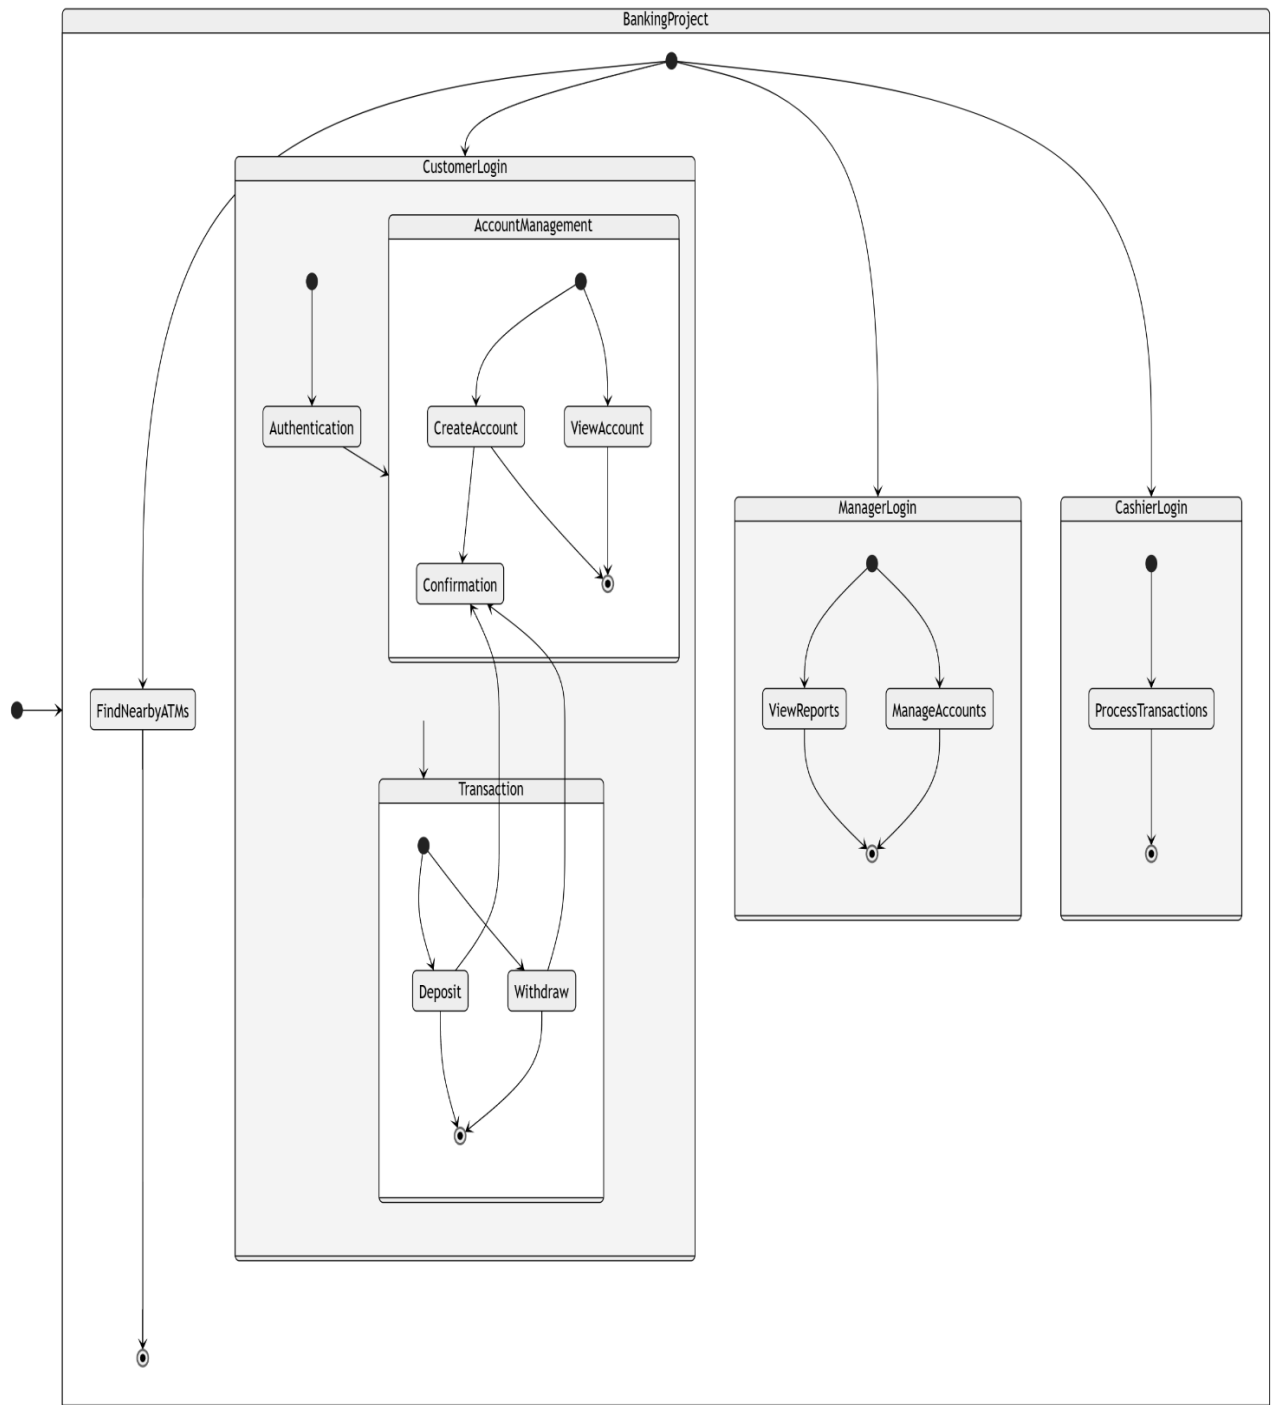 BankingProject
CustomerLogin
AccountManagement
Authentication
CreateAccount
ViewAccount
ManagerLogin
CashierLogin
Confirmation
FindNearbyATMs
ViewReports
ManageAccounts
ProcessTransactions
Transaction
Deposit
Withdraw